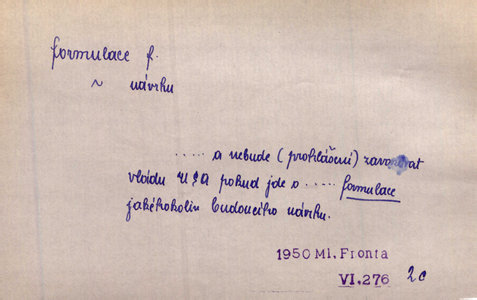 formulace f.
~ návrhu
..... a nebude (prohlášení) zavazovat
vládu USA pokud jde o ..... formulace
jakéhokoliv budoucího návrhu.
1950 Ml. Fronta
VI.276 2c